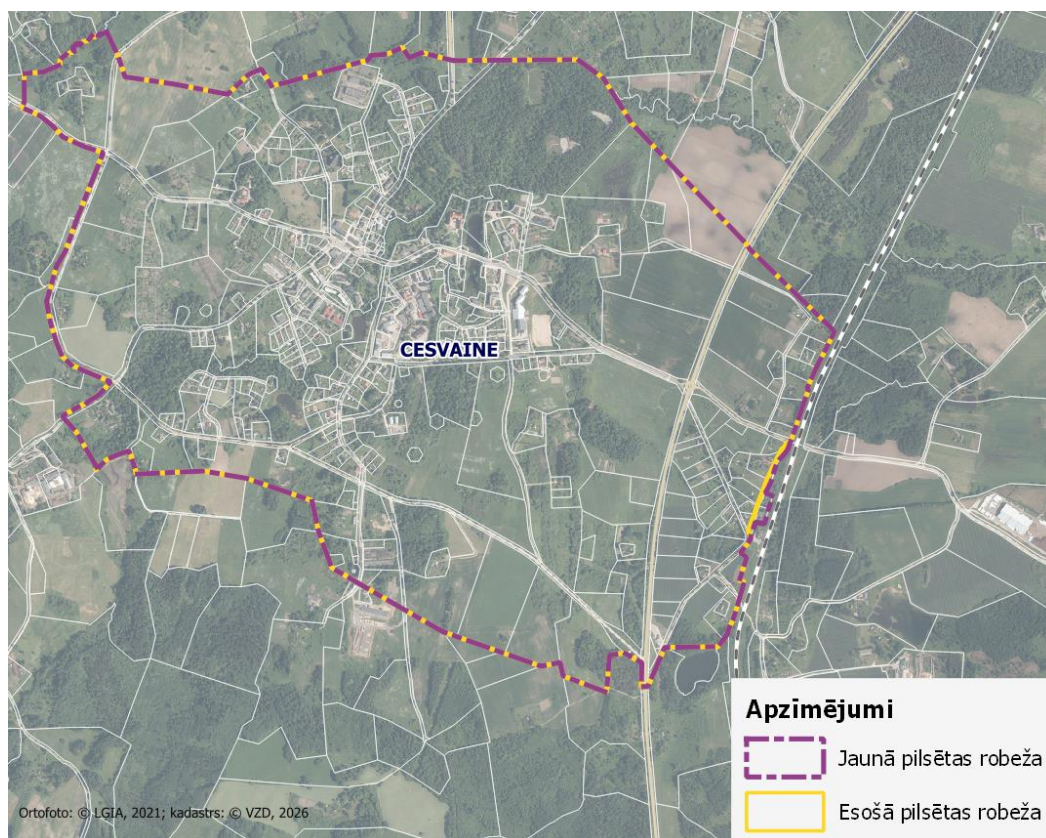 CESVAINE
Apzīmējumi
Jaunā pilsētas robeža
Esošā pilsētas robeža
Ortofoto: © LGIA, 2021; kadastrs: © VZD, 2026